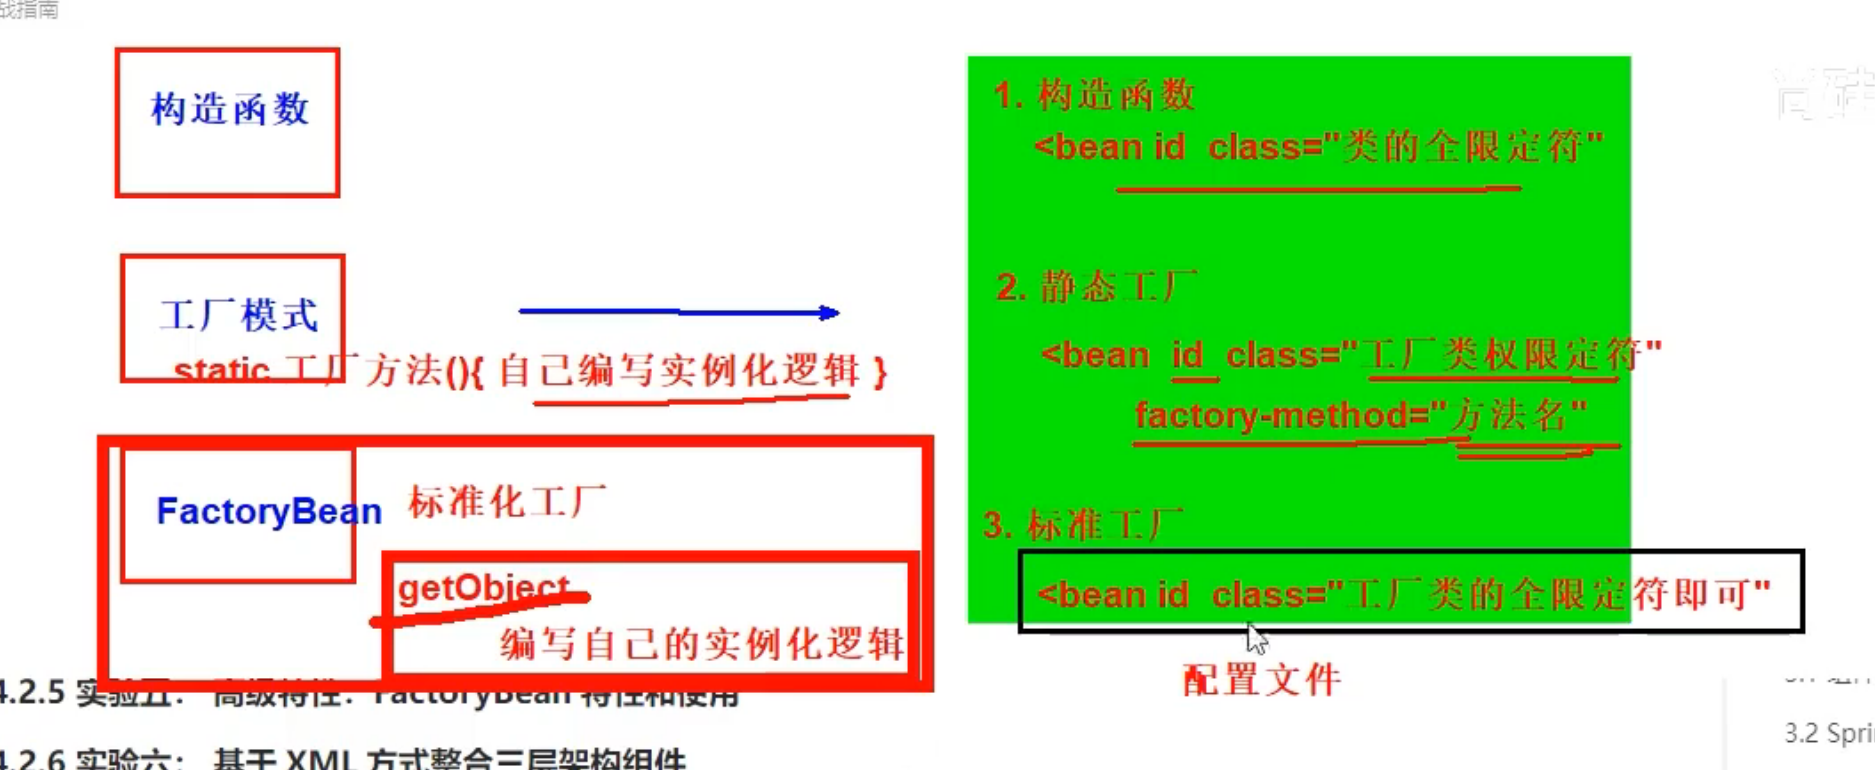 战指南
构造函数
工厂模式
static 工厂方法(){ 自己编写实例化逻辑 }
FactoryBean 标准化工厂
getObject
编写自己的实例化逻辑
1. 构造函数
<bean id  class="类的全限定符"
2. 静态工厂
<bean  id  class="工厂类权限定符"
factory-method="方法名"
3. 标准工厂
<bean id  class="工厂类的全限定符即可"
配置文件
尚硅
4.2.5 实验五： 高级特性：FactoryBean 特性和使用
4.2.6 实验六： 基于 XML 方式整合三层架构组件
3.2 Spri